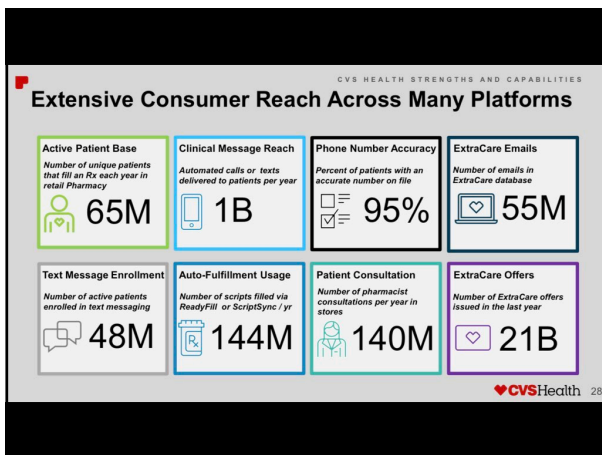 CVS HEALTH STRENGTHS AND CAPABILITIES
Extensive Consumer Reach Across Many Platforms
Active Patient Base
Number of unique patients
that fill an Rx each year in
retail Pharmacy
65M
Clinical Message Reach
Automated calls or texts
delivered to patients per year
1B
Phone Number Accuracy
Percent of patients with an
accurate number on file
95%
ExtraCare Emails
Number of emails in
ExtraCare database
55M
Text Message Enrollment
Number of active patients
enrolled in text messaging
48M
Auto-Fulfillment Usage
Number of scripts filled via
ReadyFill or ScriptSync / yr
Rx
144M
Patient Consultation
Number of pharmacist
consultations per year in
stores
140M
ExtraCare Offers
Number of ExtraCare offers
issued in the last year
21B
CVSHealth 28